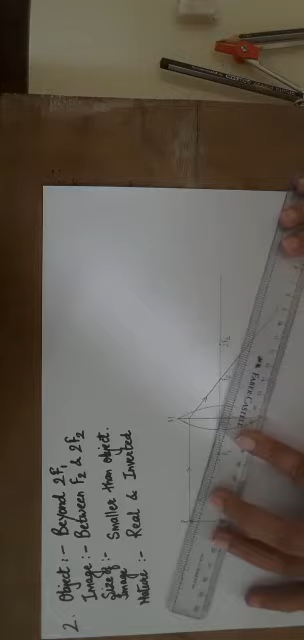 2. Object :- Beyond 2F₁
Image :- Between F₂ & 2F₂
Size of Image :- Smaller than object.
Nature :- Real & Inverted
2F₂
FABER CASTELL